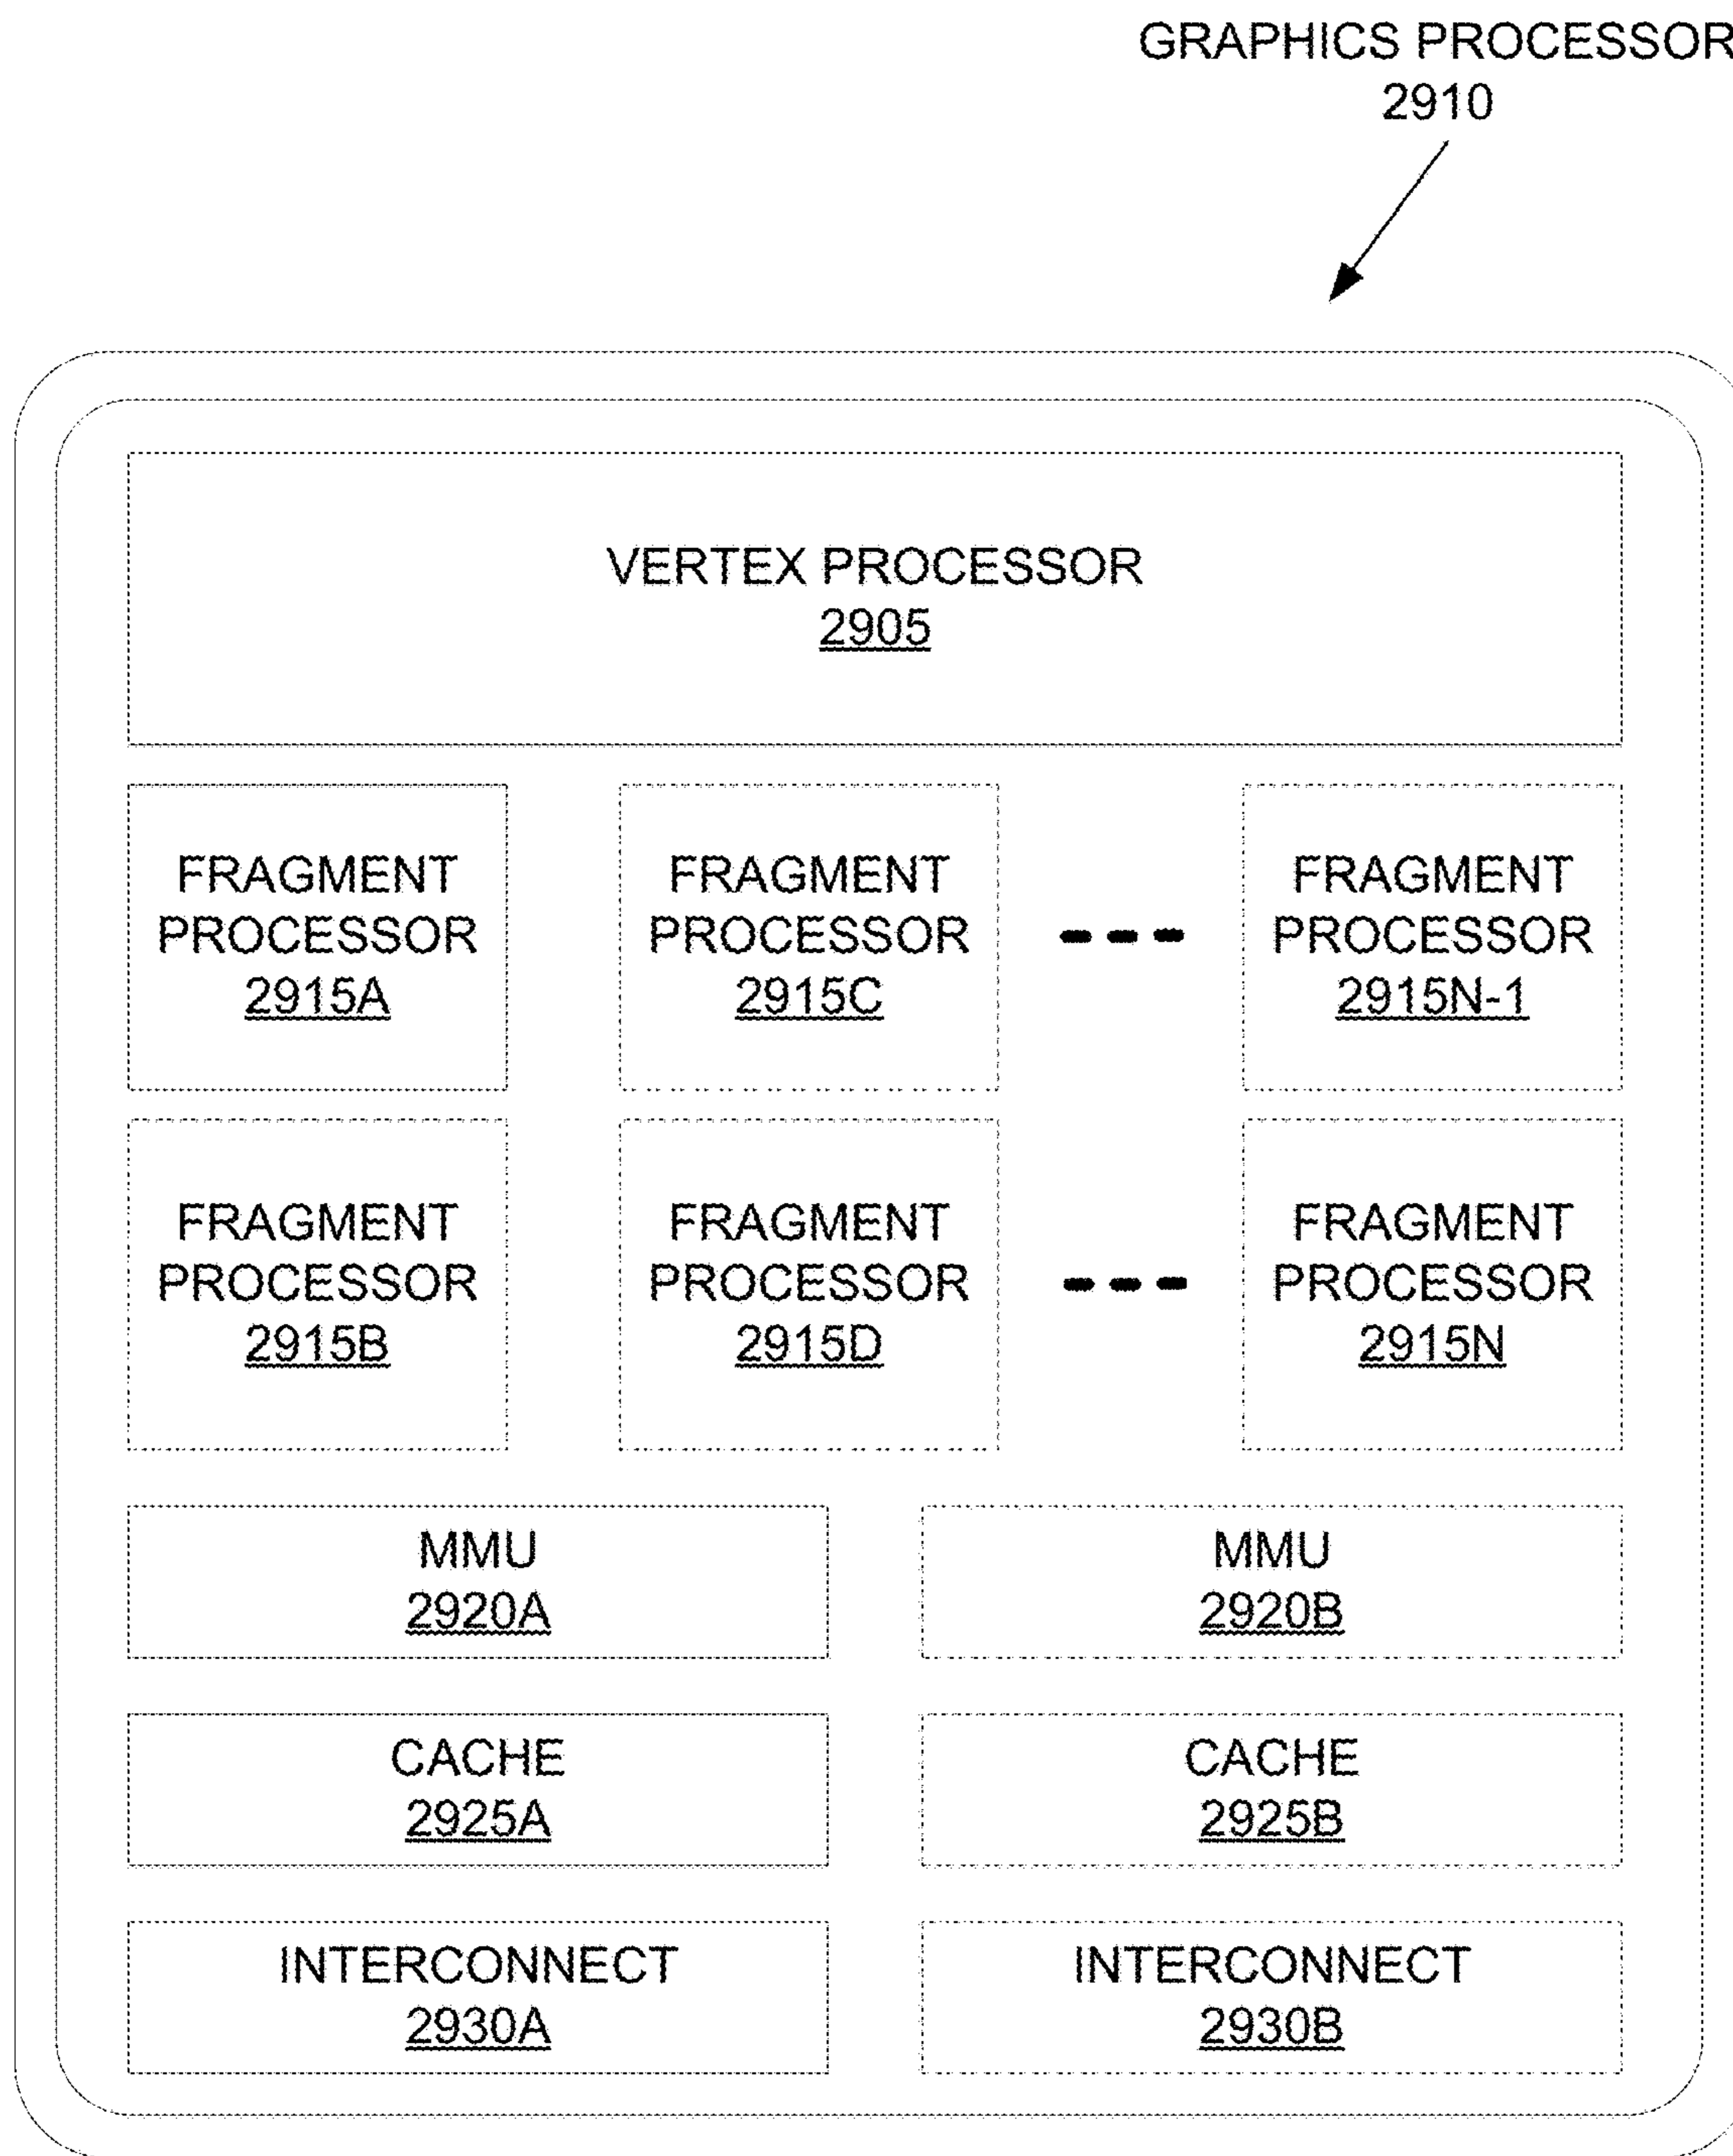 GRAPHICS PROCESSOR
2910
VERTEX PROCESSOR
2905
FRAGMENT
PROCESSOR
2915A
FRAGMENT
PROCESSOR
2915C
FRAGMENT
PROCESSOR
2915N-1
FRAGMENT
PROCESSOR
2915B
FRAGMENT
PROCESSOR
2915D
FRAGMENT
PROCESSOR
2915N
MMU
2920A
MMU
2920B
CACHE
2925A
CACHE
2925B
INTERCONNECT
2930A
INTERCONNECT
2930B